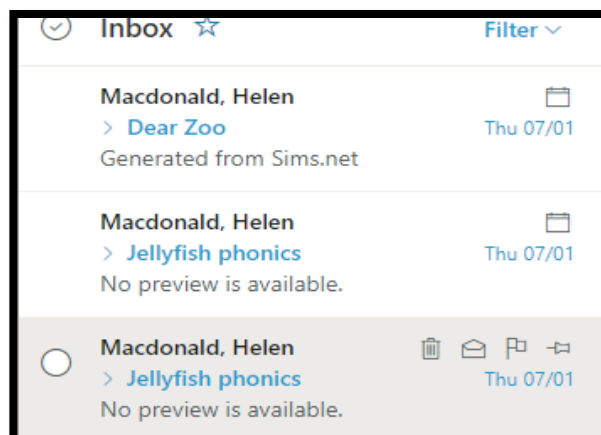 Inbox
Filter
Macdonald, Helen
> Dear Zoo
Thu 07/01
Generated from Sims.net
Macdonald, Helen
> Jellyfish phonics
Thu 07/01
No preview is available.
Macdonald, Helen
> Jellyfish phonics
Thu 07/01
No preview is available.